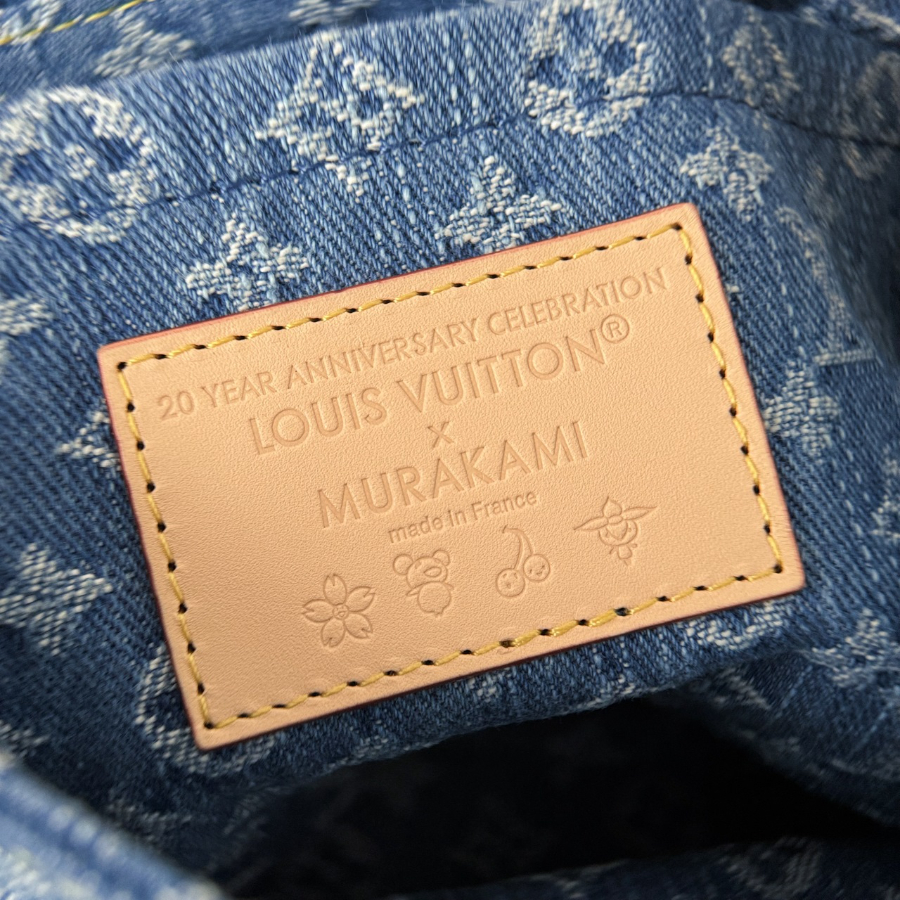 20 YEAR ANNIVERSARY CELEBRATION
LOUIS VUITTON®
x
MURAKAMI
made in France